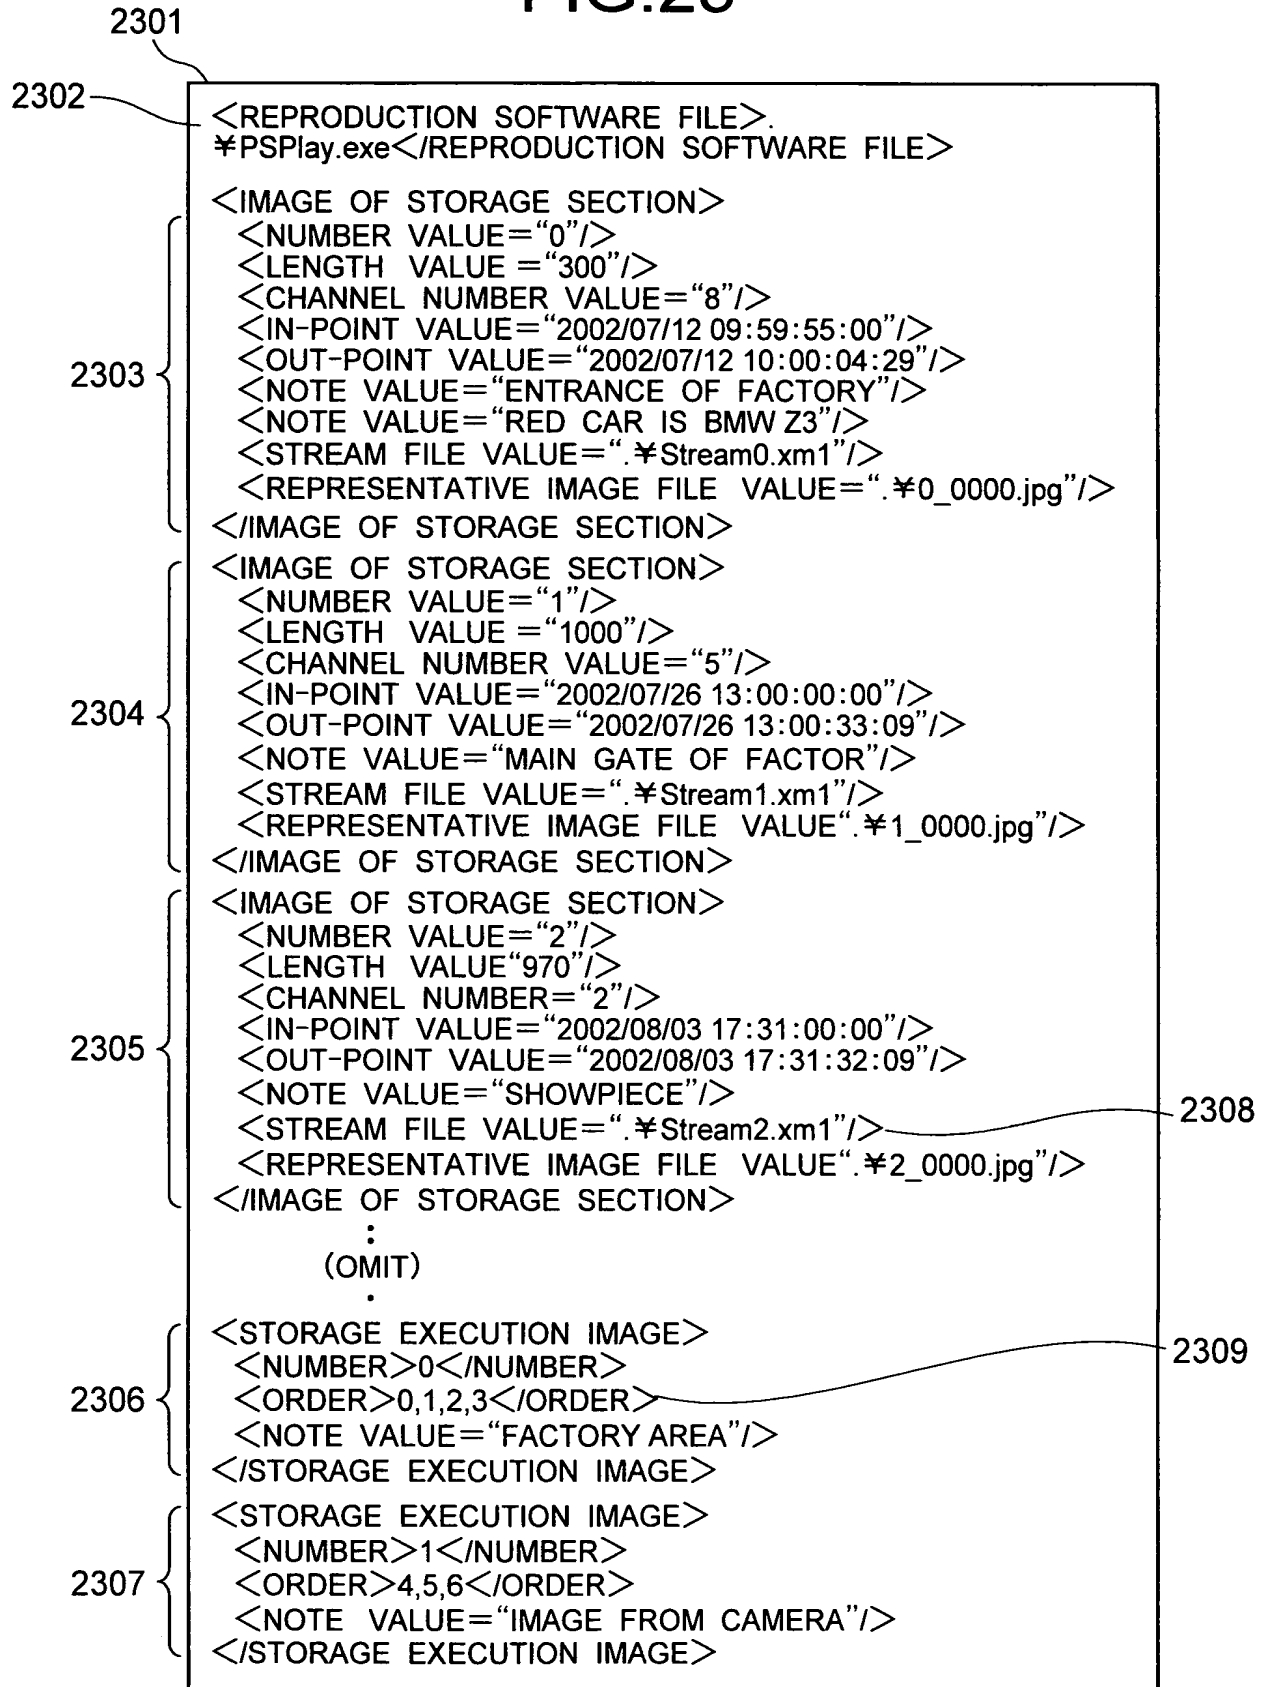 2301
2302
<REPRODUCTION SOFTWARE FILE>.
¥PSPlay.exe</REPRODUCTION SOFTWARE FILE>
<IMAGE OF STORAGE SECTION>
2303
<NUMBER VALUE="0"/>
<LENGTH VALUE ="300"/>
<CHANNEL NUMBER VALUE="8"/>
<IN-POINT VALUE="2002/07/12 09:59:55:00"/>
<OUT-POINT VALUE="2002/07/12 10:00:04:29"/>
<NOTE VALUE="ENTRANCE OF FACTORY"/>
<NOTE VALUE="RED CAR IS BMW Z3"/>
<STREAM FILE VALUE=".¥Stream0.xm1"/>
<REPRESENTATIVE IMAGE FILE VALUE=".¥0_0000.jpg"/>
</IMAGE OF STORAGE SECTION>
2304
<IMAGE OF STORAGE SECTION>
<NUMBER VALUE="1"/>
<LENGTH VALUE ="1000"/>
<CHANNEL NUMBER VALUE="5"/>
<IN-POINT VALUE="2002/07/26 13:00:00:00"/>
<OUT-POINT VALUE="2002/07/26 13:00:33:09"/>
<NOTE VALUE="MAIN GATE OF FACTOR"/>
<STREAM FILE VALUE=".¥Stream1.xm1"/>
<REPRESENTATIVE IMAGE FILE VALUE".¥1_0000.jpg"/>
</IMAGE OF STORAGE SECTION>
2305
<IMAGE OF STORAGE SECTION>
<NUMBER VALUE="2"/>
<LENGTH VALUE"970"/>
<CHANNEL NUMBER="2"/>
<IN-POINT VALUE="2002/08/03 17:31:00:00"/>
<OUT-POINT VALUE="2002/08/03 17:31:32:09"/>
<NOTE VALUE="SHOWPIECE"/>
<STREAM FILE VALUE=".¥Stream2.xm1"/>
2308
<REPRESENTATIVE IMAGE FILE VALUE".¥2_0000.jpg"/>
</IMAGE OF STORAGE SECTION>
(OMIT)
2306
<STORAGE EXECUTION IMAGE>
<NUMBER>0</NUMBER>
<ORDER>0,1,2,3</ORDER>
2309
<NOTE VALUE="FACTORY AREA"/>
</STORAGE EXECUTION IMAGE>
2307
<STORAGE EXECUTION IMAGE>
<NUMBER>1</NUMBER>
<ORDER>4,5,6</ORDER>
<NOTE VALUE="IMAGE FROM CAMERA"/>
</STORAGE EXECUTION IMAGE>